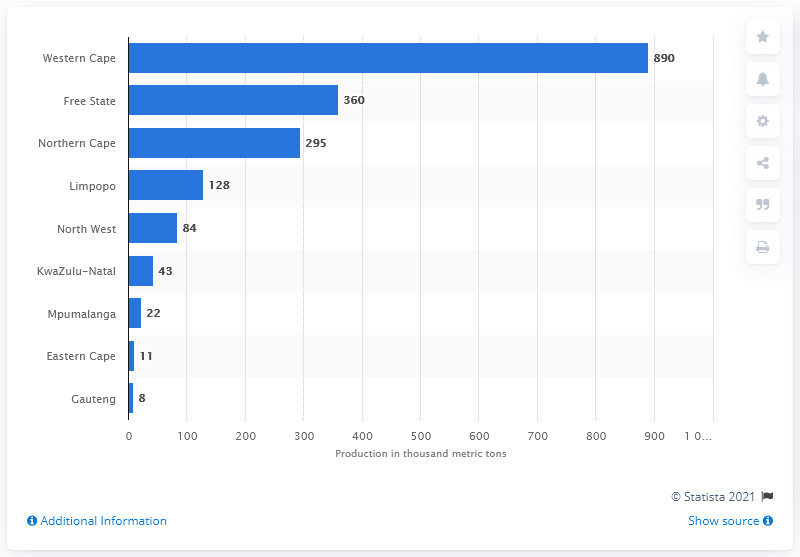 Western Cape 890
Free State 360
Northern Cape 295
Limpopo 128
North West 84
KwaZulu-Natal 43
Mpumalanga 22
Eastern Cape 11
Gauteng 8
0 100 200 300 400 500 600 700 800 900 1 0...
Production in thousand metric tons
© Statista 2021
Additional Information Show source